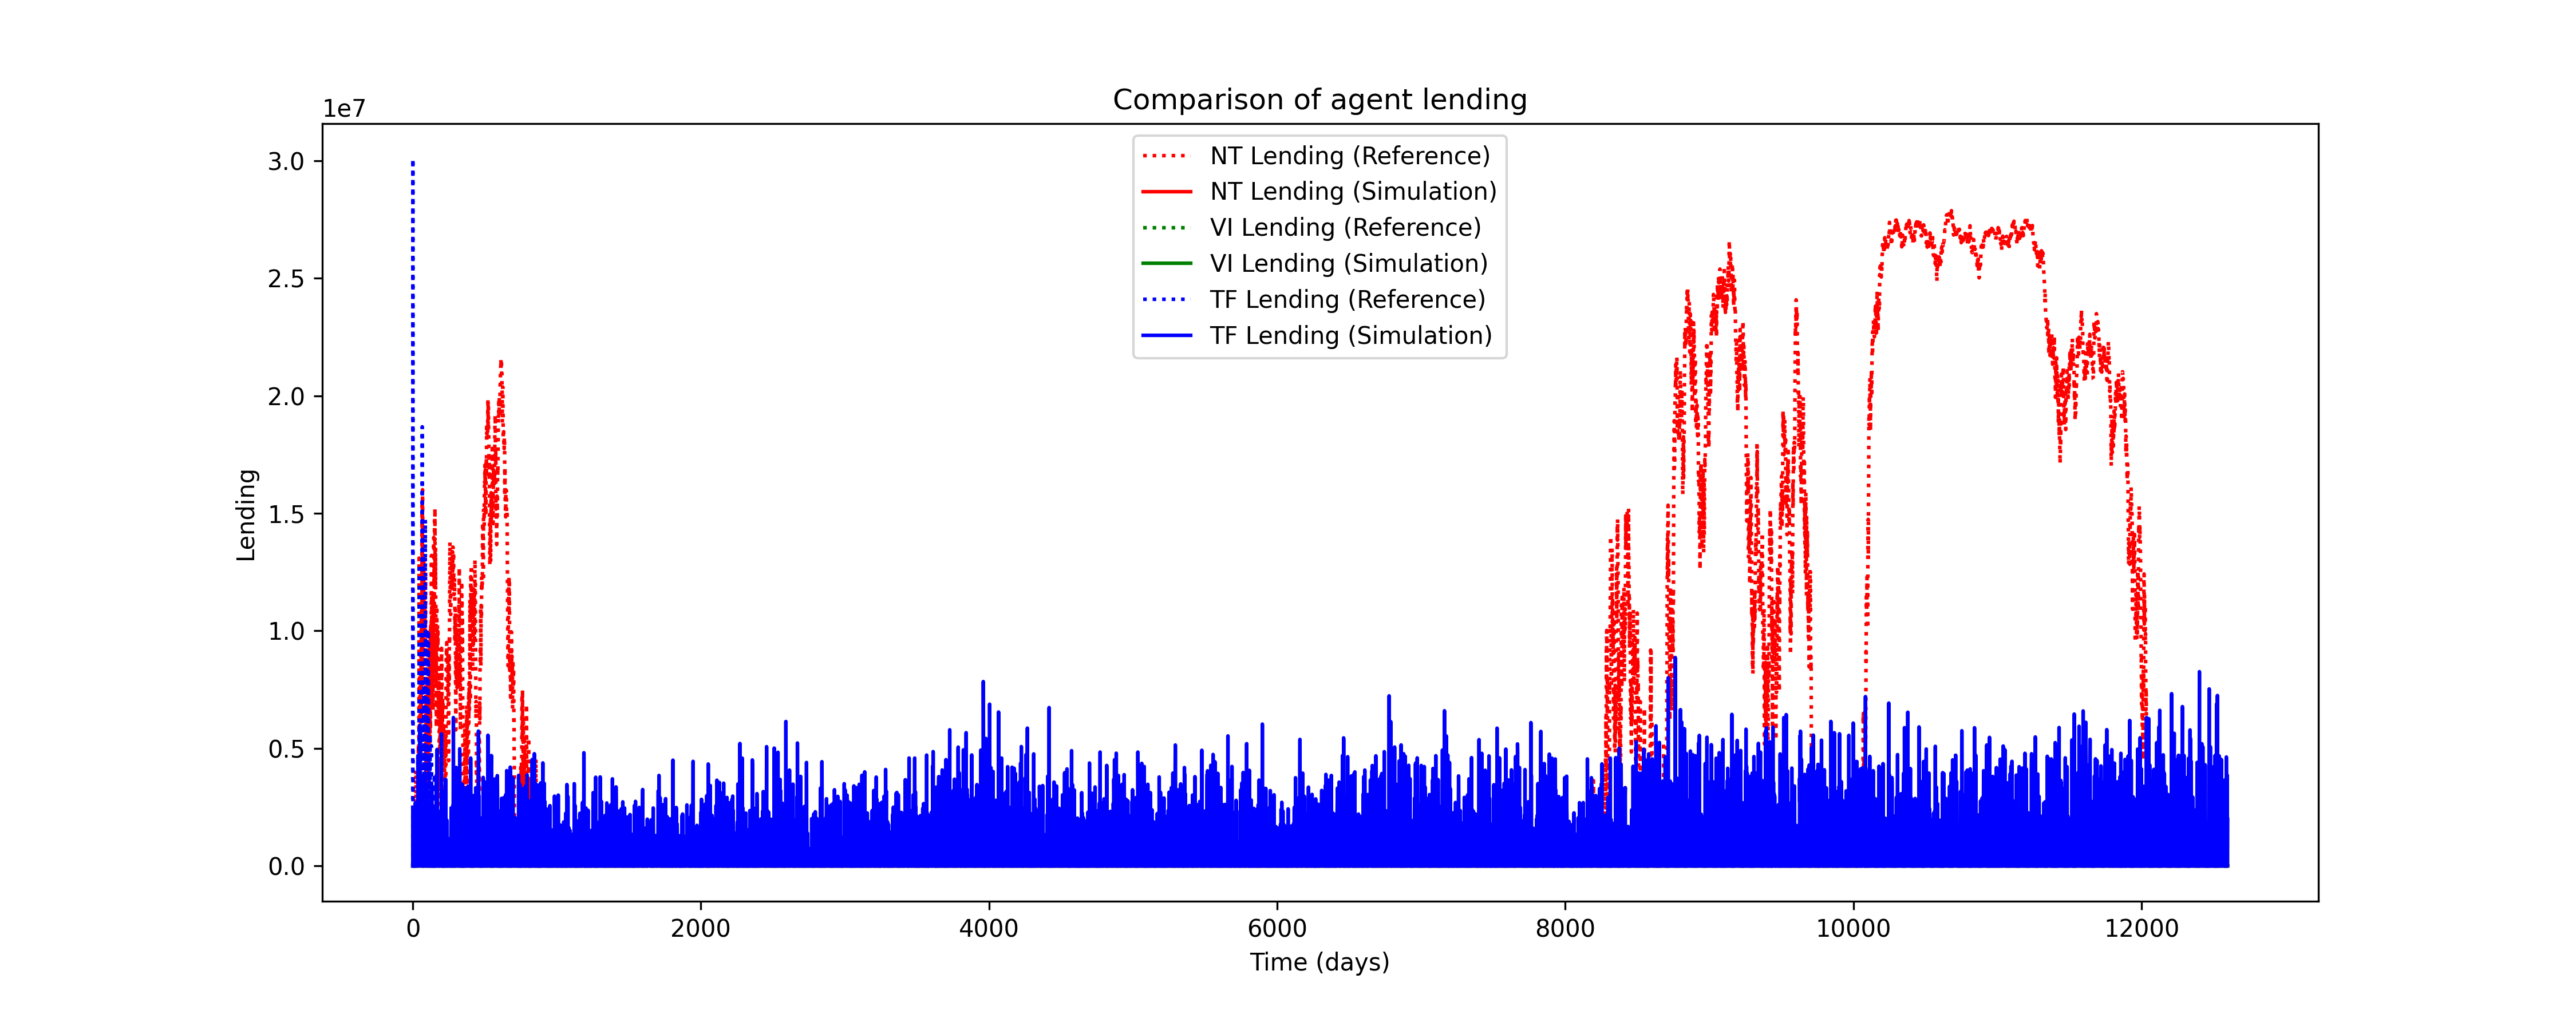 Comparison of agent lending
1e7
NT Lending (Reference)
NT Lending (Simulation)
VI Lending (Reference)
VI Lending (Simulation)
TF Lending (Reference)
TF Lending (Simulation)
3.0
2.5
2.0
1.5
1.0
0.5
0.0
Lending
0 2000 4000 6000 8000 10000 12000
Time (days)